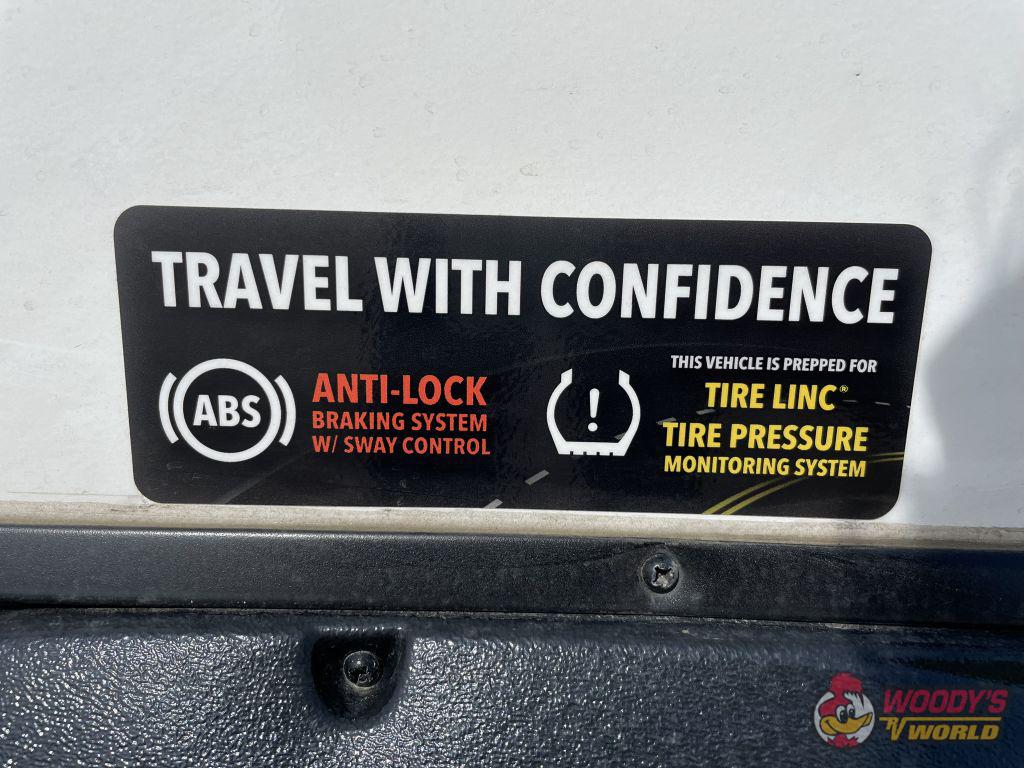 TRAVEL WITH CONFIDENCE
ABS
ANTI-LOCK
BRAKING SYSTEM
W/ SWAY CONTROL
!
THIS VEHICLE IS PREPPED FOR
TIRE LINC®
TIRE PRESSURE
MONITORING SYSTEM
WOODY'S
RV WORLD